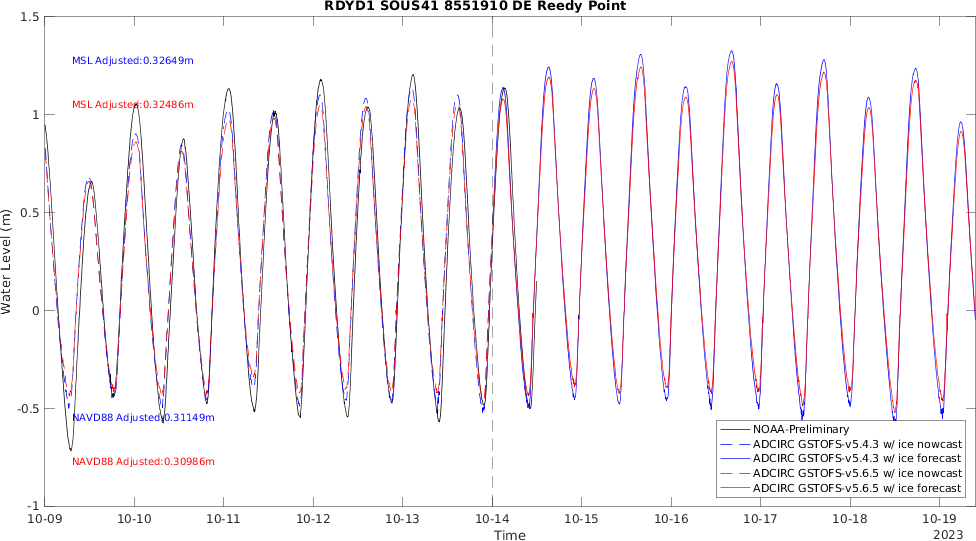 RDYD1 SOUS41 8551910 DE Reedy Point
1.5
MSL Adjusted:0.32649m
MSL Adjusted:0.32486m
1
0.5
Water Level (m)
0
-0.5
NAVD88 Adjusted:0.31149m
NAVD88 Adjusted:0.30986m
NOAA-Preliminary
ADCIRC GSTOFS-v5.4.3 w/ ice nowcast
ADCIRC GSTOFS-v5.4.3 w/ ice forecast
ADCIRC GSTOFS-v5.6.5 w/ ice nowcast
ADCIRC GSTOFS-v5.6.5 w/ ice forecast
-1
10-09 10-10 10-11 10-12 10-13 10-14 10-15 10-16 10-17 10-18 10-19
Time
2023